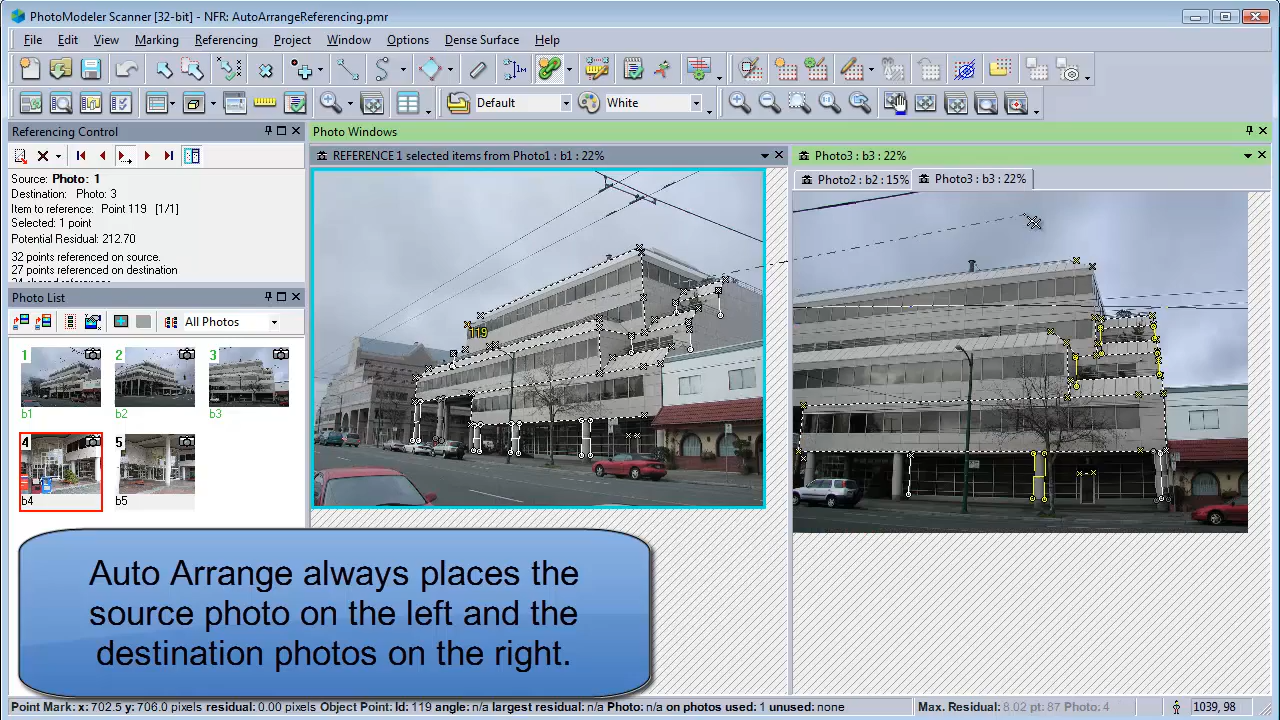 PhotoModeler Scanner [32-bit] - NFR: AutoArrangeReferencing.pmr
File Edit View Marking Referencing Project Window Options Dense Surface Help
Default White
Referencing Control
Source: Photo: 1
Destination: Photo: 3
Item to reference: Point 119 [1/1]
Selected: 1 point
Potential Residual: 212.70
32 points referenced on source.
27 points referenced on destination
Photo List
All Photos
1 2 3
b1 b2 b3
4 5
b4 b5
Photo Windows
REFERENCE 1 selected items from Photo1 : b1 : 22%
119
Photo3 : b3 : 22%
Photo2 : b2 : 15% Photo3 : b3 : 22%
Auto Arrange always places the
source photo on the left and the
destination photos on the right.
Point Mark: x: 702.5 y: 706.0 pixels residual: 0.00 pixels Object Point: Id: 119 angle: n/a largest residual: n/a Photo: n/a on photos used: 1 unused: none
Max. Residual: 8.02 pt: 87 Photo: 4
1039, 98